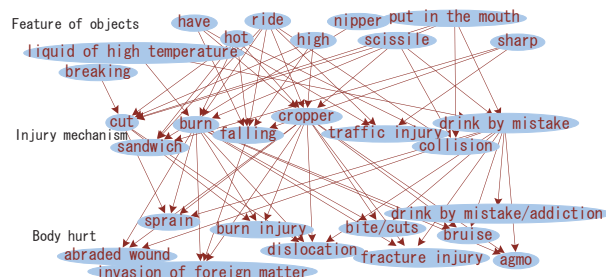 Feature of objects
have
ride
nipper
put in the mouth
hot
high
scissile
sharp
liquid of high temperature
breaking
cut
burn
cropper
drink by mistake
Injury mechanism
falling
traffic injury
sandwich
collision
sprain
burn injury
bite/cuts
drink by mistake/addiction
Body hurt
bruise
abraded wound
dislocation
fracture injury
agmo
invasion of foreign matter